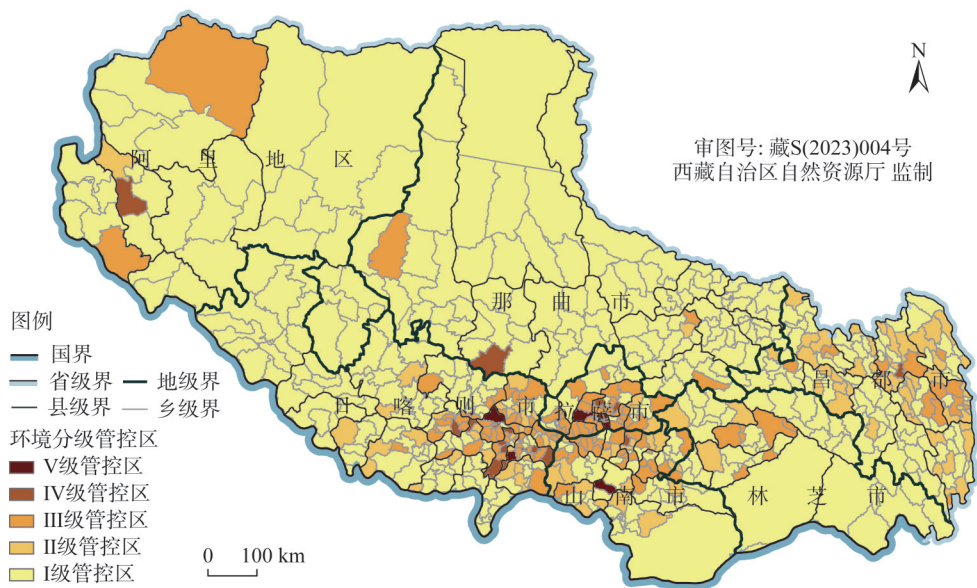 N
审图号: 藏S(2023)004号
西藏自治区自然资源厅 监制
阿里地区
那曲市
昌都市
日喀则市
拉萨市
山南市
林芝市
图例
国界
省级界
地级界
县级界
乡级界
环境分级管控区
V级管控区
IV级管控区
III级管控区
II级管控区
I级管控区
0 100 km